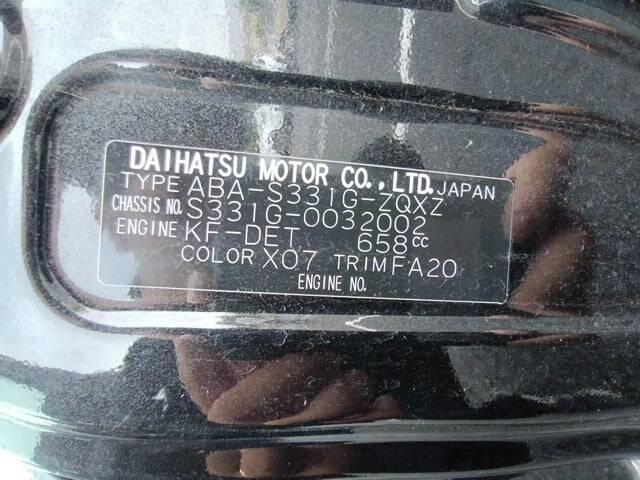 DAIHATSU MOTOR CO., LTD. JAPAN
TYPE ABA-S331G-ZQXZ
CHASSIS NO. S331G-0032002
ENGINE KF-DET 658CC
COLOR X07 TRIM FA20
ENGINE NO.